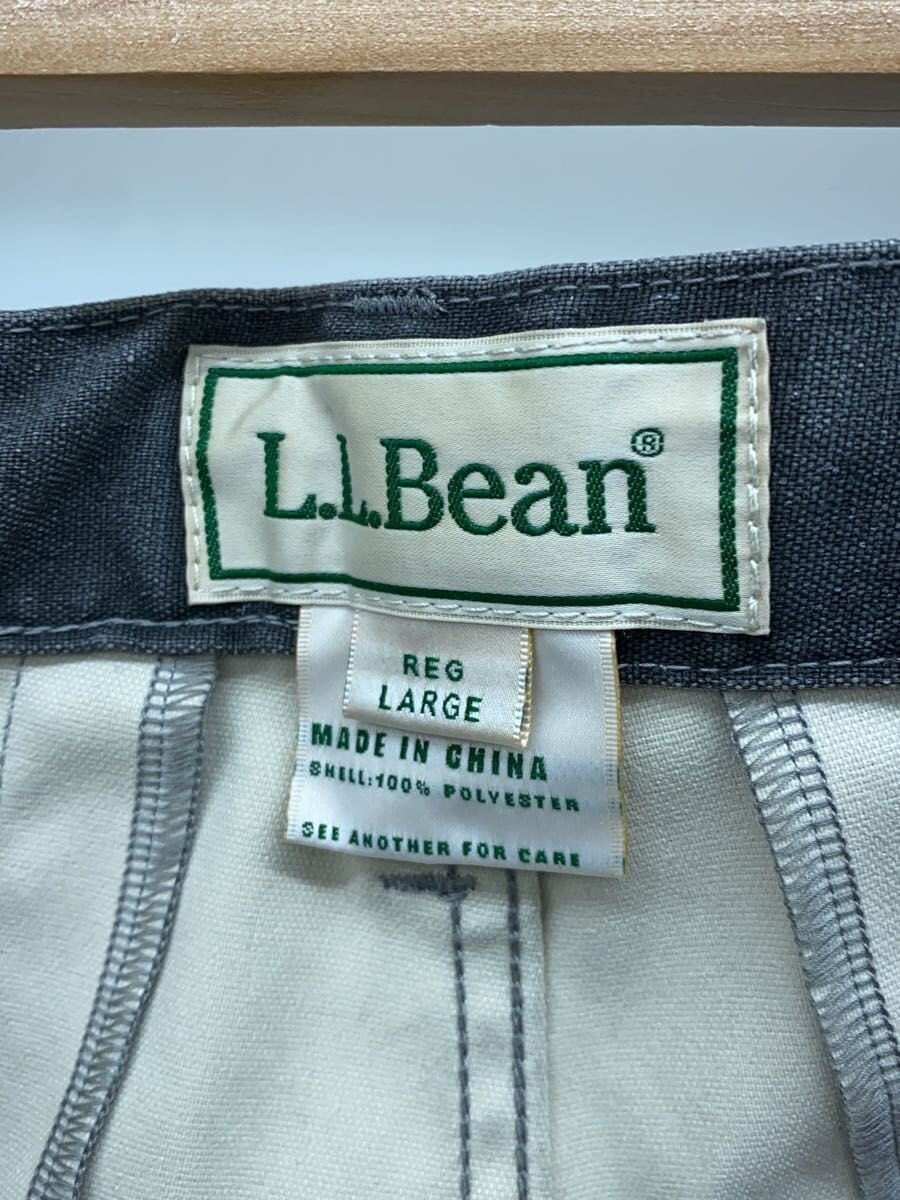 L.L.Bean®
REG
LARGE
MADE IN CHINA
SHELL:100% POLYESTER
SEE ANOTHER FOR CARE